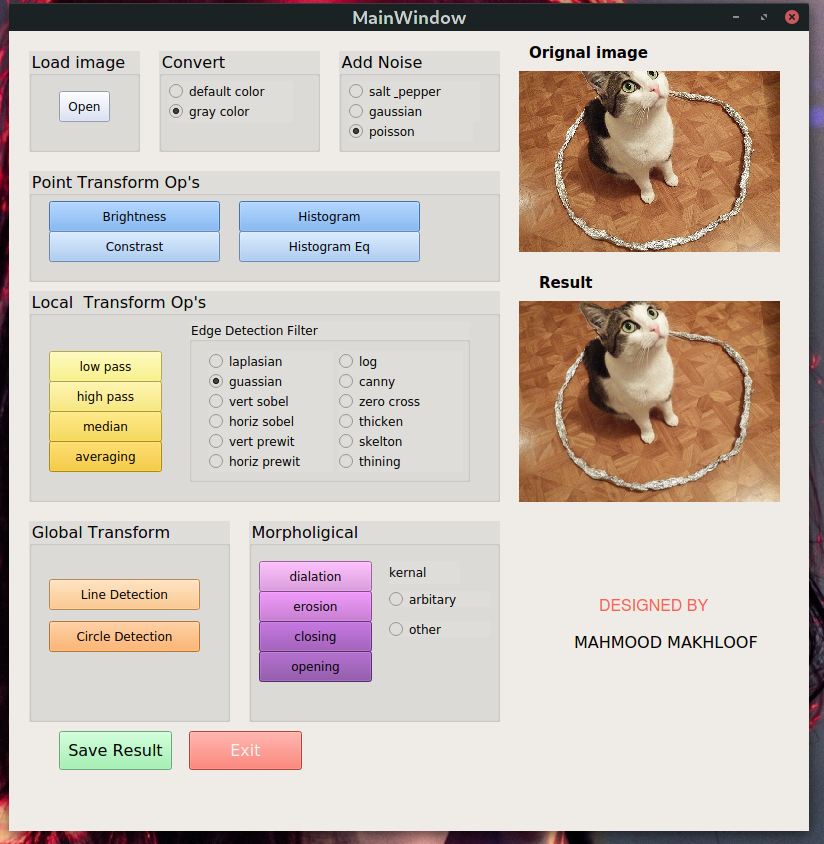 MainWindow
Load image
Open
Convert
default color
gray color
Add Noise
salt _pepper
gaussian
poisson
Orignal image
Point Transform Op's
Brightness
Constrast
Histogram
Histogram Eq
Result
Local  Transform Op's
low pass
high pass
median
averaging
Edge Detection Filter
laplasian
guassian
vert sobel
horiz sobel
vert prewit
horiz prewit
log
canny
zero cross
thicken
skelton
thining
Global Transform
Line Detection
Circle Detection
Morpholigical
dialation
erosion
closing
opening
kernal
arbitary
other
DESIGNED BY
MAHMOOD MAKHLOOF
Save Result
Exit